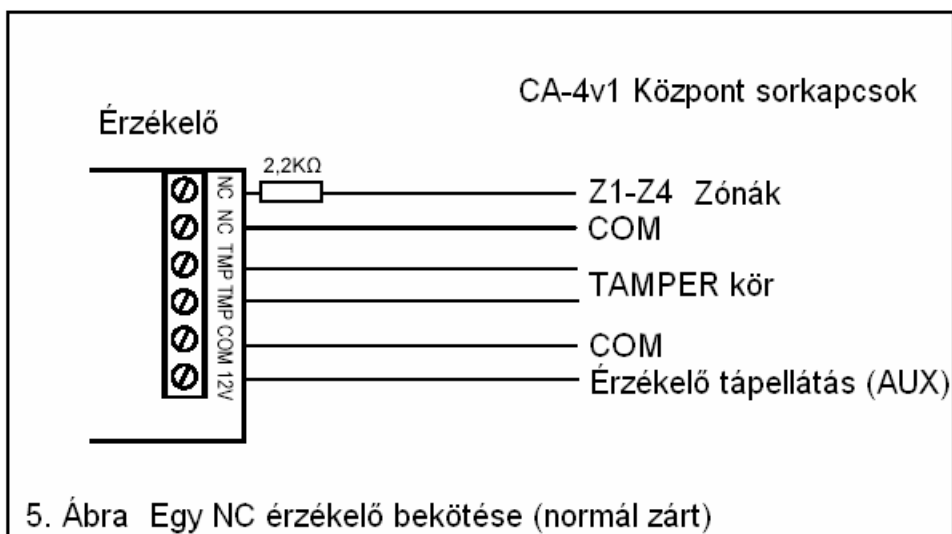 CA-4v1 Központ sorkapcsok
Érzékelő
2,2KΩ
NC
Z1-Z4 Zónák
NC
COM
TMP
TMP
TAMPER kör
COM
COM
12V
Érzékelő tápellátás (AUX)
5. Ábra Egy NC érzékelő bekötése (normál zárt)